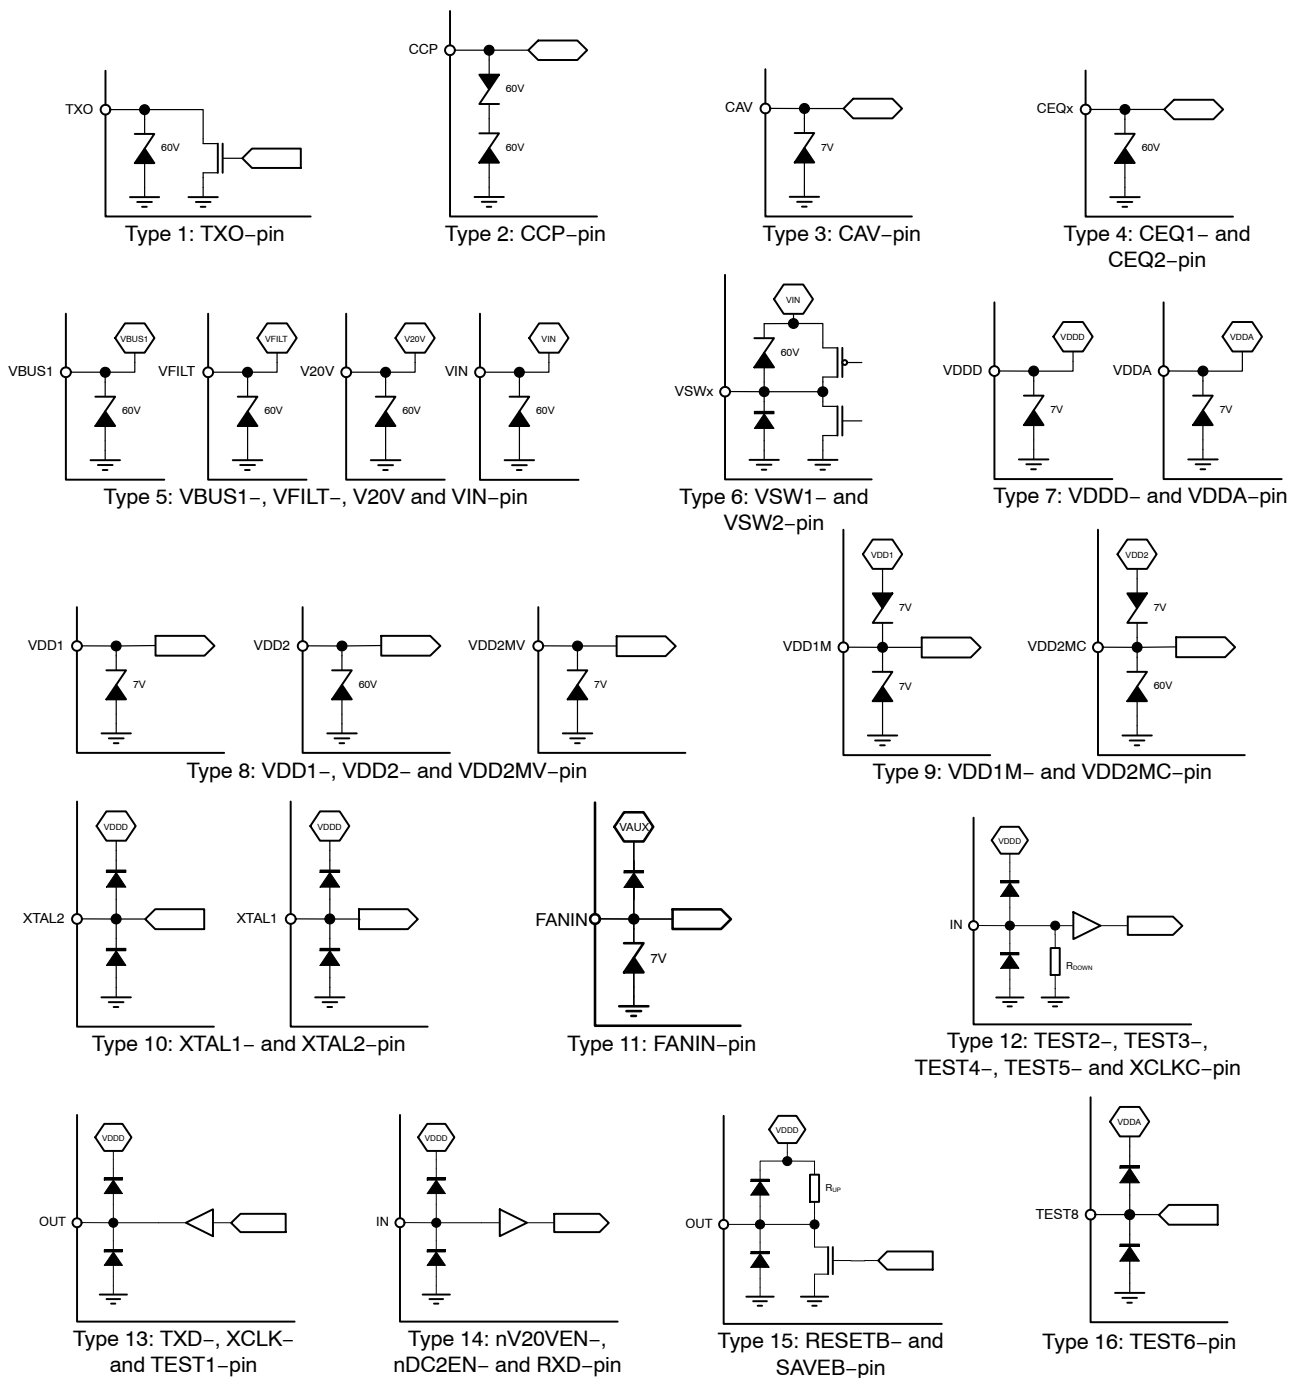 CCP
60V
60V
Type 2: CCP–pin
TXO
60V
Type 1: TXO–pin
CAV
7V
Type 3: CAV–pin
CEQx
60V
Type 4: CEQ1– and
CEQ2–pin
VBUS1
VBUS1
60V
VFILT
VFILT
60V
V20V
V20V
60V
VIN
VIN
60V
Type 5: VBUS1–, VFILT–, V20V and VIN–pin
VIN
60V
VSWx
Type 6: VSW1– and
VSW2–pin
VDDD
VDDD
7V
VDDA
VDDA
7V
Type 7: VDDD– and VDDA–pin
VDD1
7V
VDD2
60V
VDD2MV
7V
Type 8: VDD1–, VDD2– and VDD2MV–pin
VDD1
7V
VDD1M
7V
VDD2
7V
VDD2MC
60V
Type 9: VDD1M– and VDD2MC–pin
VDDD
XTAL2
VDDD
XTAL1
Type 10: XTAL1– and XTAL2–pin
VAUX
FANIN
7V
Type 11: FANIN–pin
VDDD
IN
RDOWN
Type 12: TEST2–, TEST3–,
TEST4–, TEST5– and XCLKC–pin
VDDD
OUT
Type 13: TXD–, XCLK–
and TEST1–pin
VDDD
IN
Type 14: nV20VEN–,
nDC2EN– and RXD–pin
VDDD
RUP
OUT
Type 15: RESETB– and
SAVEB–pin
VDDA
TEST8
Type 16: TEST6–pin